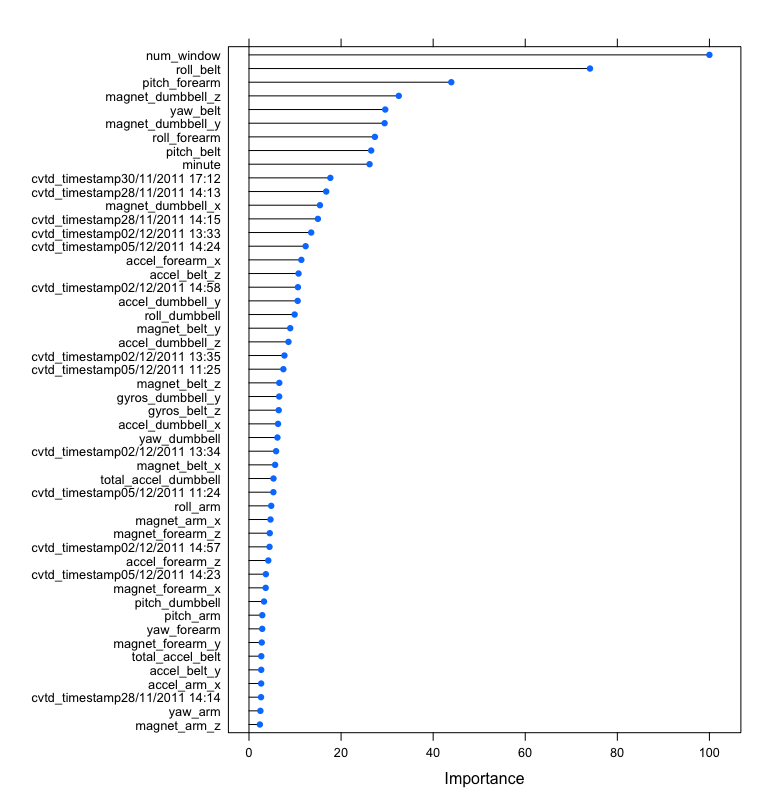 num_window
roll_belt
pitch_forearm
magnet_dumbbell_z
yaw_belt
magnet_dumbbell_y
roll_forearm
pitch_belt
minute
cvtd_timestamp30/11/2011 17:12
cvtd_timestamp28/11/2011 14:13
magnet_dumbbell_x
cvtd_timestamp28/11/2011 14:15
cvtd_timestamp02/12/2011 13:33
cvtd_timestamp05/12/2011 14:24
accel_forearm_x
accel_belt_z
cvtd_timestamp02/12/2011 14:58
accel_dumbbell_y
roll_dumbbell
magnet_belt_y
accel_dumbbell_z
cvtd_timestamp02/12/2011 13:35
cvtd_timestamp05/12/2011 11:25
magnet_belt_z
gyros_dumbbell_y
gyros_belt_z
accel_dumbbell_x
yaw_dumbbell
cvtd_timestamp02/12/2011 13:34
magnet_belt_x
total_accel_dumbbell
cvtd_timestamp05/12/2011 11:24
roll_arm
magnet_arm_x
magnet_forearm_z
cvtd_timestamp02/12/2011 14:57
accel_forearm_z
cvtd_timestamp05/12/2011 14:23
magnet_forearm_x
pitch_dumbbell
pitch_arm
yaw_forearm
magnet_forearm_y
total_accel_belt
accel_belt_y
accel_arm_x
cvtd_timestamp28/11/2011 14:14
yaw_arm
magnet_arm_z
0 20 40 60 80 100
Importance